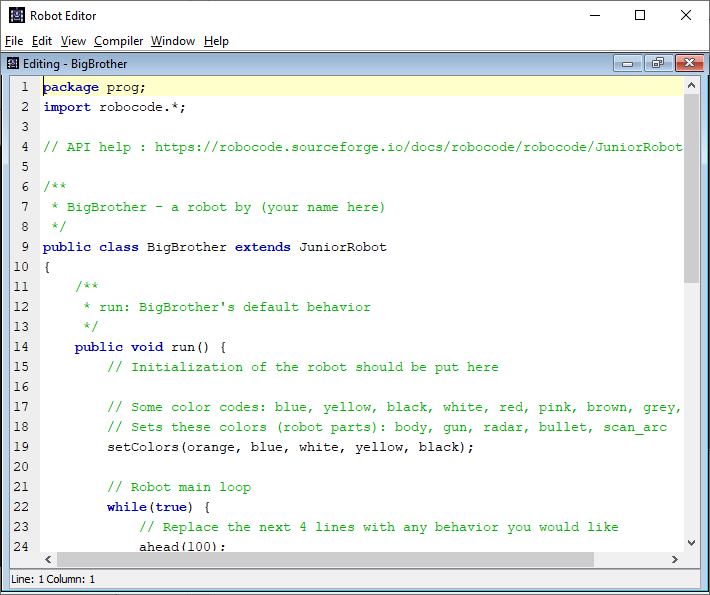 Robot Editor
File Edit View Compiler Window Help
Editing - BigBrother
1 package prog;
2 import robocode.*;
3
4 // API help : https://robocode.sourceforge.io/docs/robocode/robocode/JuniorRobot
5
6 /**
7  * BigBrother - a robot by (your name here)
8  */
9 public class BigBrother extends JuniorRobot
10 {
11     /**
12      * run: BigBrother's default behavior
13      */
14     public void run() {
15         // Initialization of the robot should be put here
16
17         // Some color codes: blue, yellow, black, white, red, pink, brown, grey,
18         // Sets these colors (robot parts): body, gun, radar, bullet, scan_arc
19         setColors(orange, blue, white, yellow, black);
20
21         // Robot main loop
22         while(true) {
23             // Replace the next 4 lines with any behavior you would like
24             ahead(100);
Line: 1 Column: 1